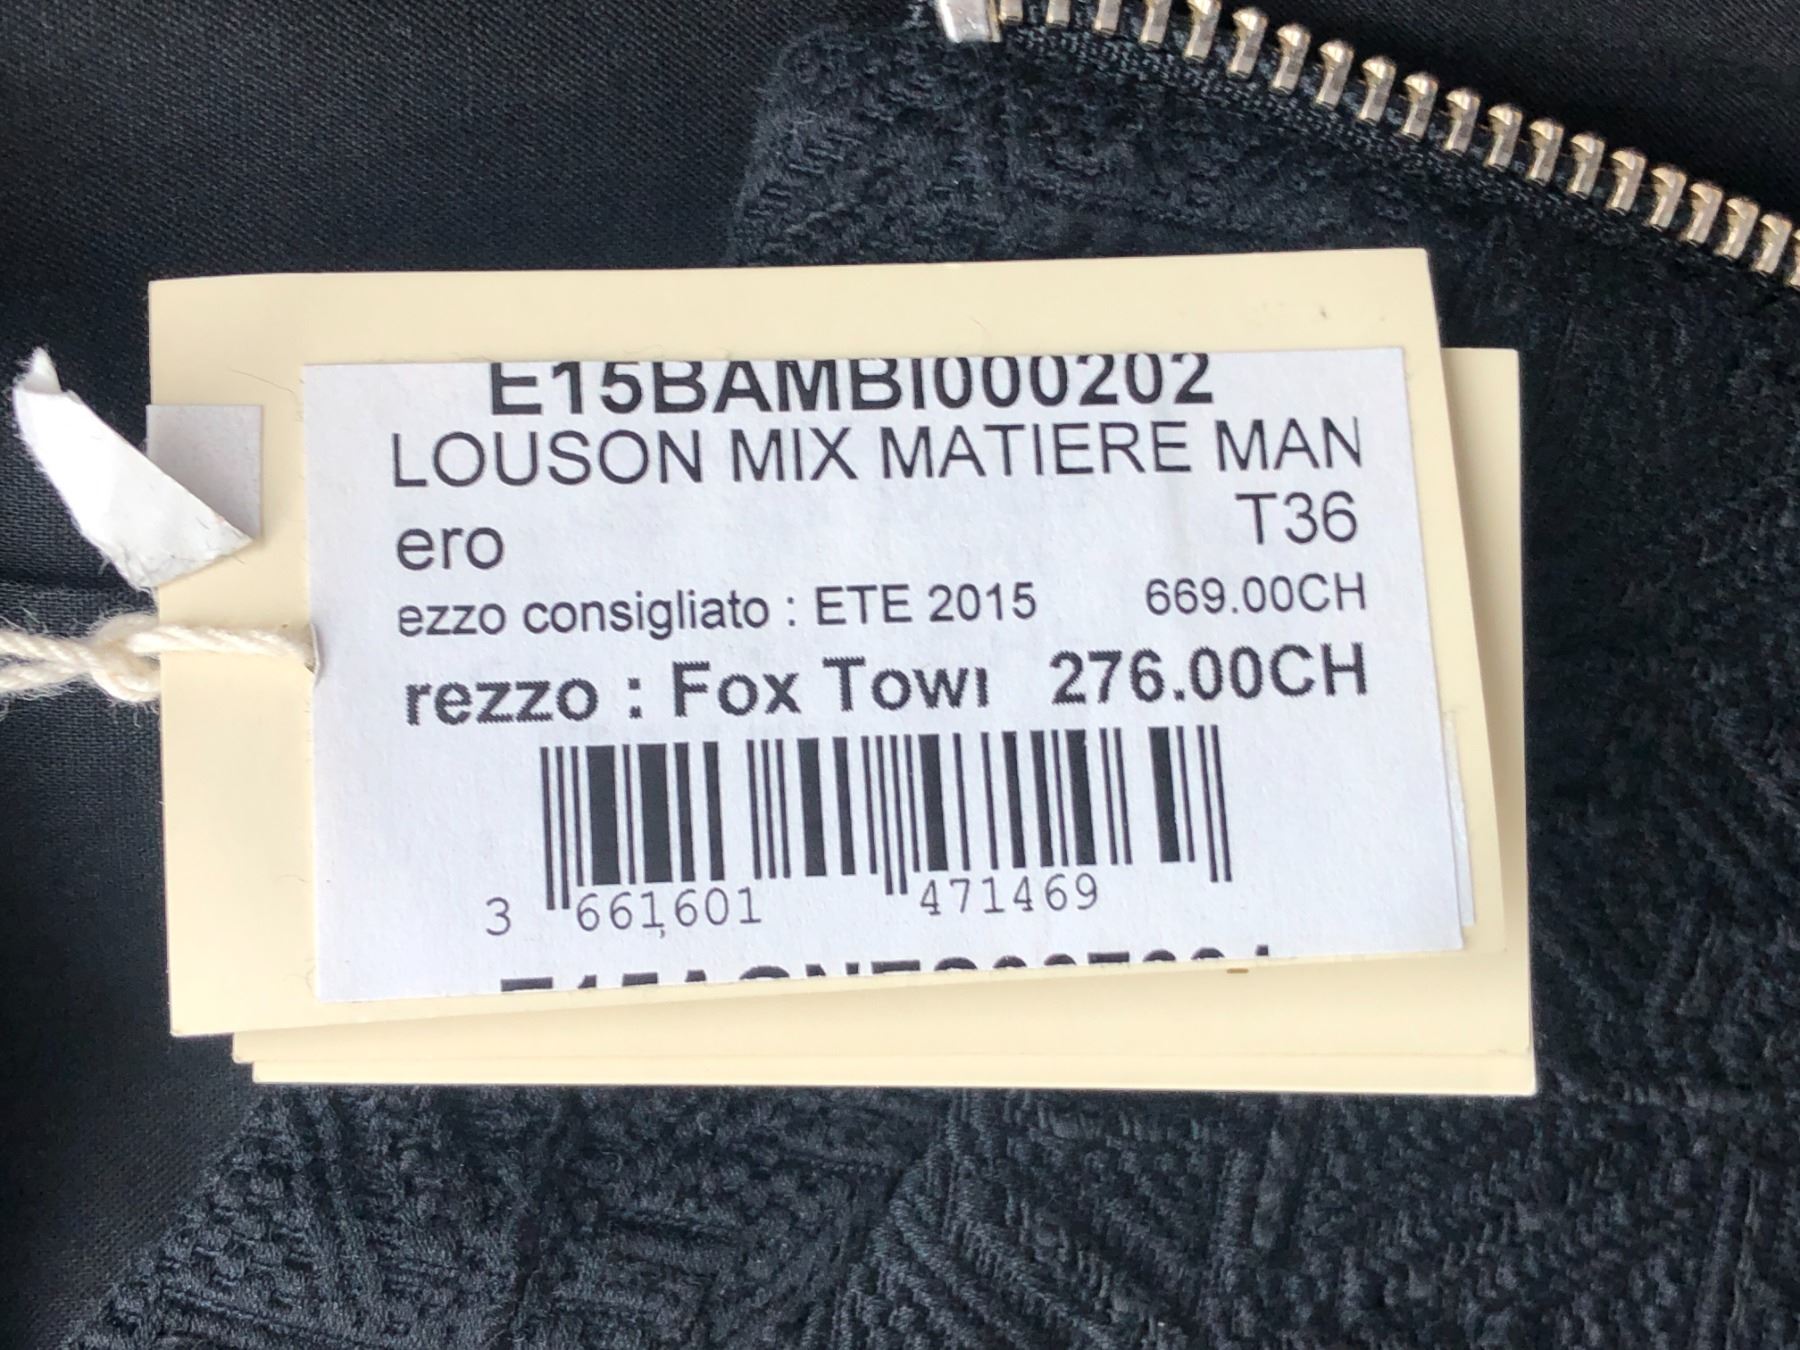 E15BAMBI000202
LOUSON MIX MATIERE MAN
ero T36
ezzo consigliato : ETE 2015 669.00CH
rezzo : Fox Tow 276.00CH
3 661601 471469